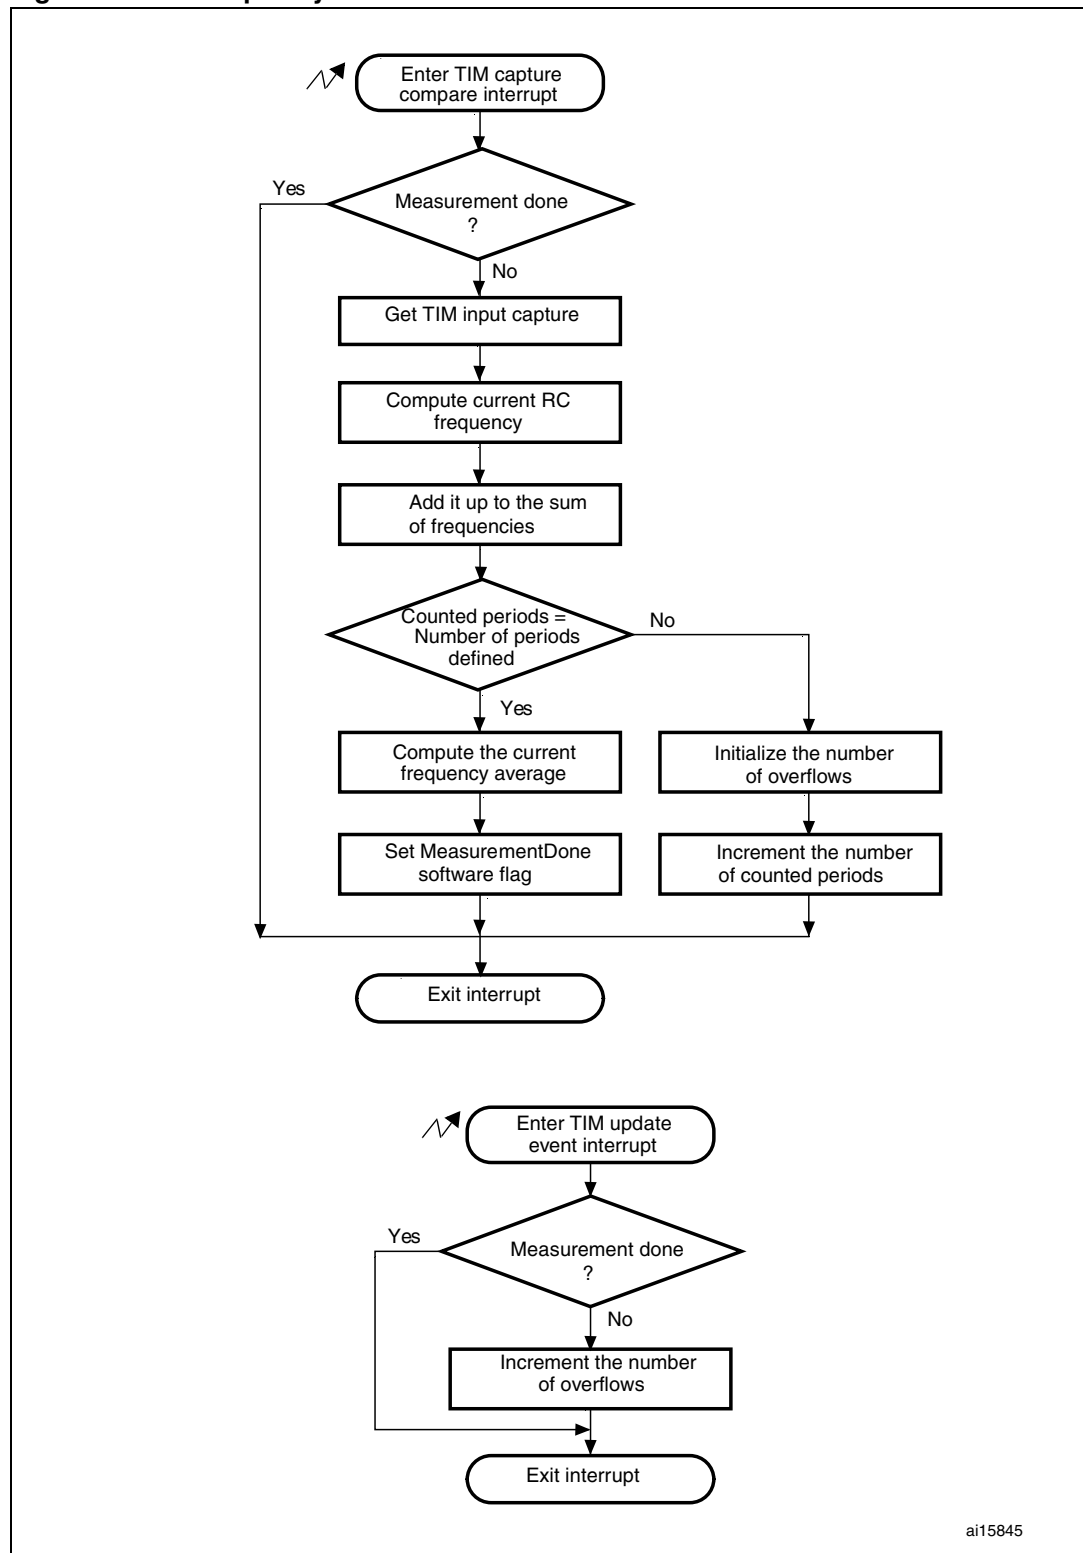 Enter TIM capture
compare interrupt
Yes
Measurement done
?
No
Get TIM input capture
Compute current RC
frequency
Add it up to the sum
of frequencies
Counted periods =
Number of periods
defined
No
Yes
Compute the current
frequency average
Initialize the number
of overflows
Set MeasurementDone
software flag
Increment the number
of counted periods
Exit interrupt
Enter TIM update
event interrupt
Yes
Measurement done
?
No
Increment the number
of overflows
Exit interrupt
ai15845